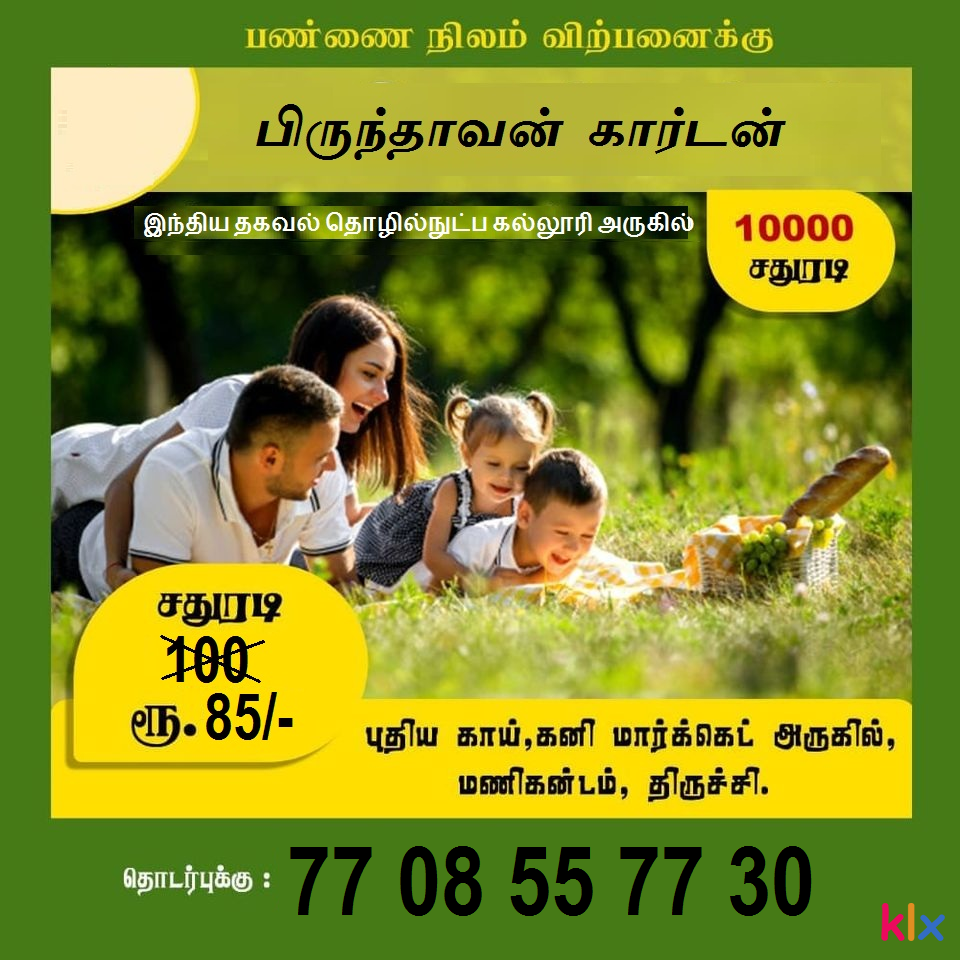 பண்ணை நிலம் விற்பனைக்கு
பிருந்தாவன் கார்டன்
இந்திய தகவல் தொழில்நுட்ப கல்லூரி அருகில்
10000
சதுரடி
சதுரடி
100
ரூ. 85/-
புதிய காய்,கனி மார்க்கெட் அருகில்,
மணிகன்டம், திருச்சி.
தொடர்புக்கு : 77 08 55 77 30
klx